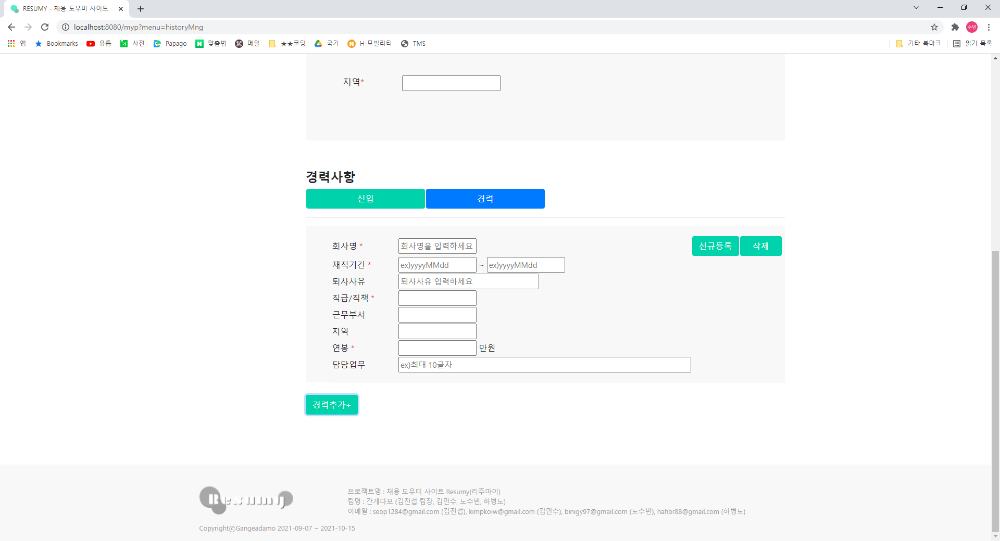 RESUMY - 채용 도우미 사이트
localhost:8080/myp?menu=historyMng
수빈
앱 Bookmarks 유튭 사전 Papago 맞춤법 메일 ★★코딩 국기 H-모빌리티 TMS 기타 북마크 읽기 목록
지역*
경력사항
신입 경력
회사명 * 회사명을 입력하세요 신규등록 삭제
재직기간 * ex)yyyyMMdd ~ ex)yyyyMMdd
퇴사사유 퇴사사유 입력하세요
직급/직책 *
근무부서
지역
연봉 * 만원
담당업무 ex)최대 10글자
경력추가+
Resumy
프로젝트명 : 채용 도우미 사이트 Resumy(리주마이)
팀명 : 간개다모 (김진섭 팀장, 김민수, 노수빈, 하병노)
이메일 : seop1284@gmail.com (김진섭), kimpkoiw@gmail.com (김민수), binigy97@gmail.com (노수빈), hahbr88@gmail.com (하병노)
CopyrightⓒGangeadamo 2021-09-07 ~ 2021-10-15